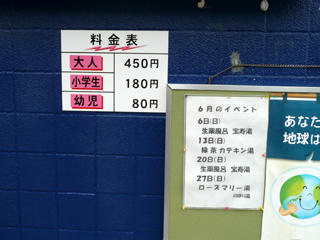 料金表
大人 450円
小学生 180円
幼児 80円
6月のイベント
6日(日)
生薬風呂 宝寿湯
13日(日)
緑茶カテキン湯
20日(日)
生薬風呂 宝寿湯
27日(日)
ローズマリー湯
あなた
地球は